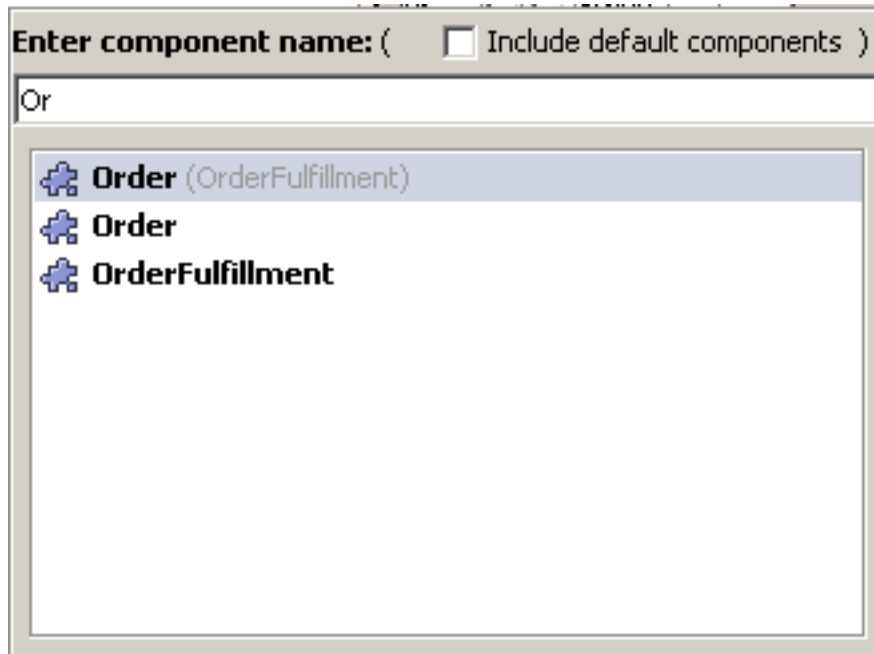 Enter component name: ( Include default components )
Or
Order (OrderFulfillment)
Order
OrderFulfillment